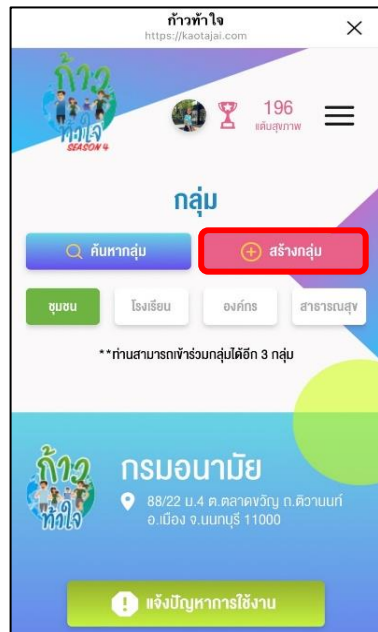 ก้าวท้าใจ
https://kaotajai.com
ก้าว
ท้าใจ
SEASON 4
196
แต้มสุขภาพ
กลุ่ม
ค้นหากลุ่ม
สร้างกลุ่ม
ชุมชน
โรงเรียน
องค์กร
สาธารณสุข
**ท่านสามารถเข้าร่วมกลุ่มได้อีก 3 กลุ่ม
ก้าว
ท้าใจ
กรมอนามัย
88/22 ม.4 ต.ตลาดขวัญ ถ.ติวานนท์
อ.เมือง จ.นนทบุรี 11000
แจ้งปัญหาการใช้งาน